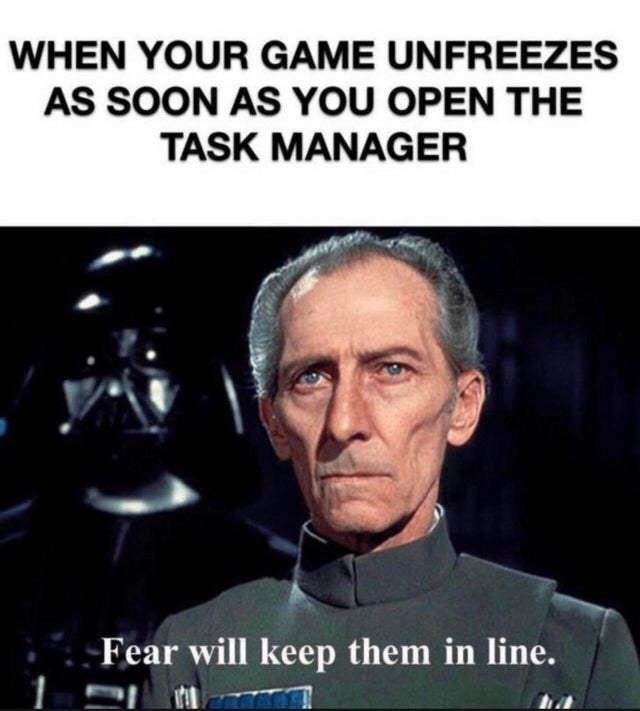 WHEN YOUR GAME UNFREEZES
AS SOON AS YOU OPEN THE
TASK MANAGER
Fear will keep them in line.